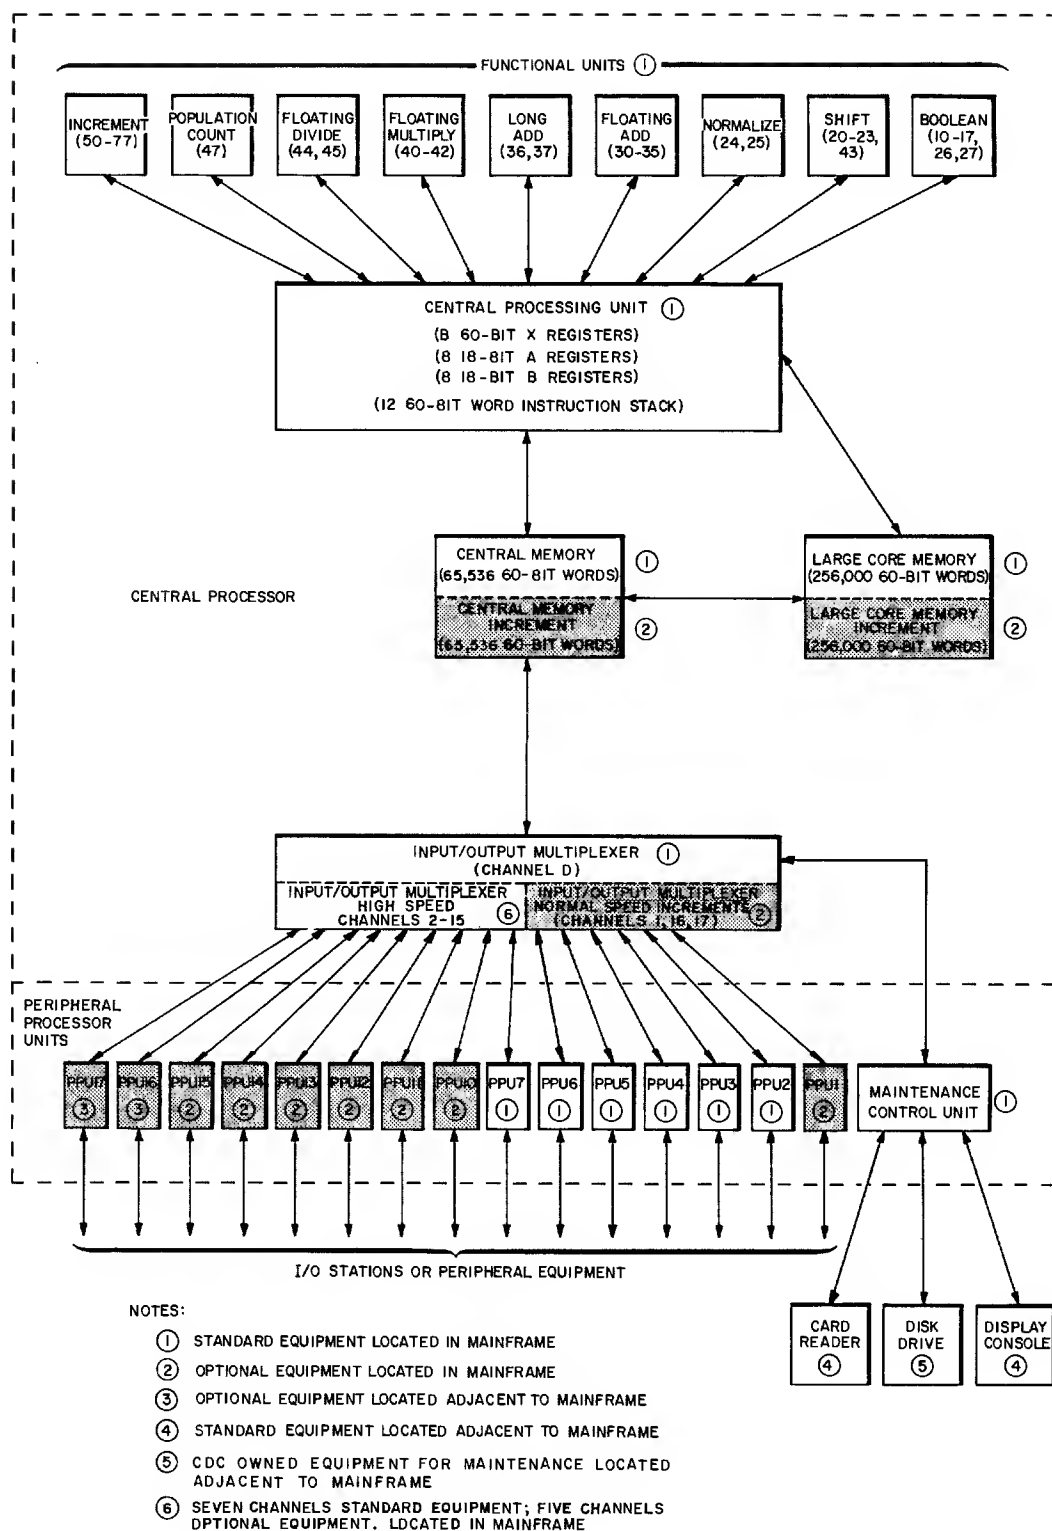 FUNCTIONAL UNITS ①
INCREMENT
(50-77)
POPULATION
COUNT
(47)
FLOATING
DIVIDE
(44,45)
FLOATING
MULTIPLY
(40-42)
LONG
ADD
(36,37)
FLOATING
ADD
(30-35)
NORMALIZE
(24,25)
SHIFT
(20-23,
43)
BOOLEAN
(10-17,
26,27)
CENTRAL PROCESSING UNIT ①
(8 60-BIT X REGISTERS)
(8 18-BIT A REGISTERS)
(8 18-BIT B REGISTERS)
(12 60-BIT WORD INSTRUCTION STACK)
CENTRAL PROCESSOR
CENTRAL MEMORY ①
(65,536 60-BIT WORDS)
CENTRAL MEMORY
INCREMENT ②
(65,536 60-BIT WORDS)
LARGE CORE MEMORY ①
(256,000 60-BIT WORDS)
LARGE CORE MEMORY
INCREMENT ②
(256,000 60-BIT WORDS)
INPUT/OUTPUT MULTIPLEXER ①
(CHANNEL 0)
INPUT/OUTPUT MULTIPLEXER
HIGH SPEED
CHANNELS 2-15 ⑥
INPUT/OUTPUT MULTIPLEXER
NORMAL SPEED INCREMENTS
(CHANNELS 1,16,17) ②
PERIPHERAL
PROCESSOR
UNITS
PPU17
③
PPU16
③
PPU15
②
PPU14
②
PPU13
②
PPU12
②
PPU11
②
PPU10
②
PPU7
①
PPU6
①
PPU5
①
PPU4
①
PPU3
①
PPU2
①
PPU1
②
MAINTENANCE
CONTROL UNIT ①
I/O STATIONS OR PERIPHERAL EQUIPMENT
CARD
READER
④
DISK
DRIVE
⑤
DISPLAY
CONSOLE
④
NOTES:
① STANDARD EQUIPMENT LOCATED IN MAINFRAME
② OPTIONAL EQUIPMENT LOCATED IN MAINFRAME
③ OPTIONAL EQUIPMENT LOCATED ADJACENT TO MAINFRAME
④ STANDARD EQUIPMENT LOCATED ADJACENT TO MAINFRAME
⑤ CDC OWNED EQUIPMENT FOR MAINTENANCE LOCATED
ADJACENT TO MAINFRAME
⑥ SEVEN CHANNELS STANDARD EQUIPMENT; FIVE CHANNELS
OPTIONAL EQUIPMENT. LOCATED IN MAINFRAME